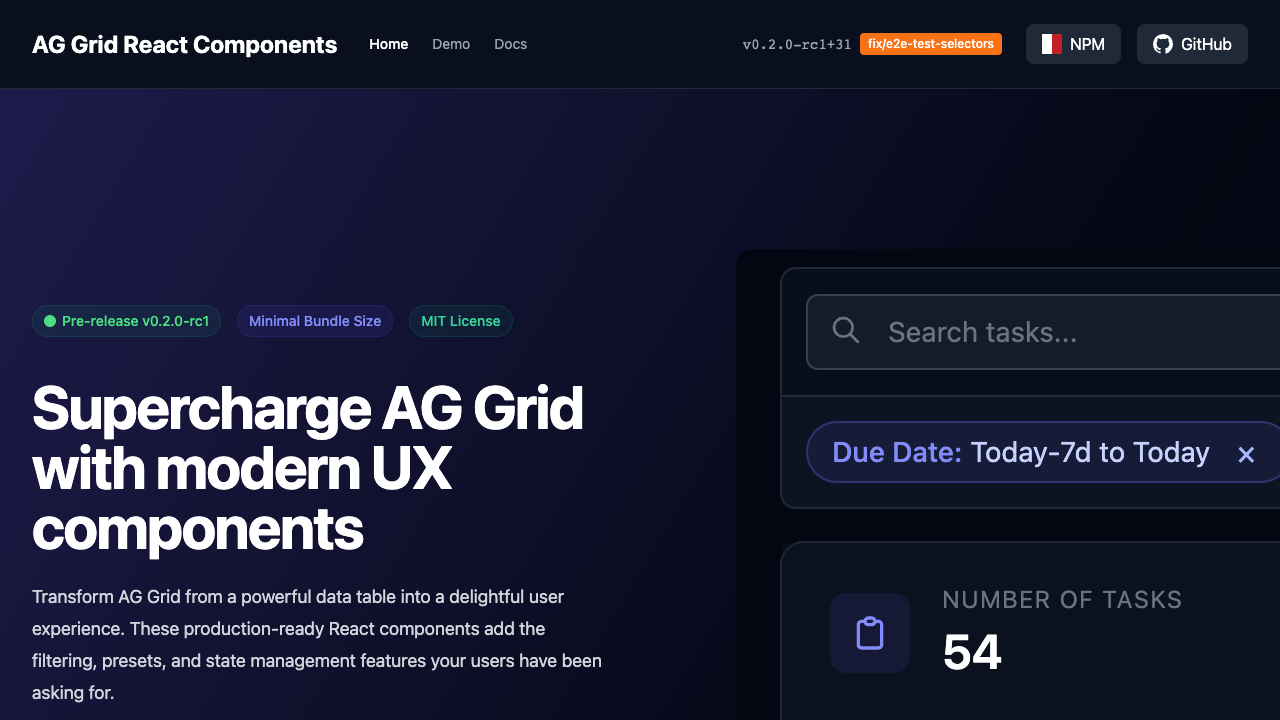 AG Grid React Components
Home
Demo
Docs
v0.2.0-rc1+31
fix/e2e-test-selectors
NPM
GitHub
Pre-release v0.2.0-rc1
Minimal Bundle Size
MIT License
Supercharge AG Grid
with modern UX
components
Transform AG Grid from a powerful data table into a delightful user
experience. These production-ready React components add the
filtering, presets, and state management features your users have been
asking for.
Search tasks...
Due Date: Today-7d to Today ×
NUMBER OF TASKS
54